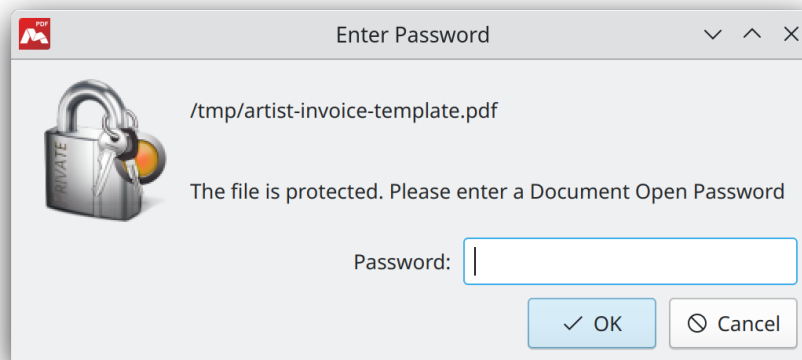 PDF
Enter Password
/tmp/artist-invoice-template.pdf
PRIVATE
The file is protected. Please enter a Document Open Password
Password:
OK
Cancel